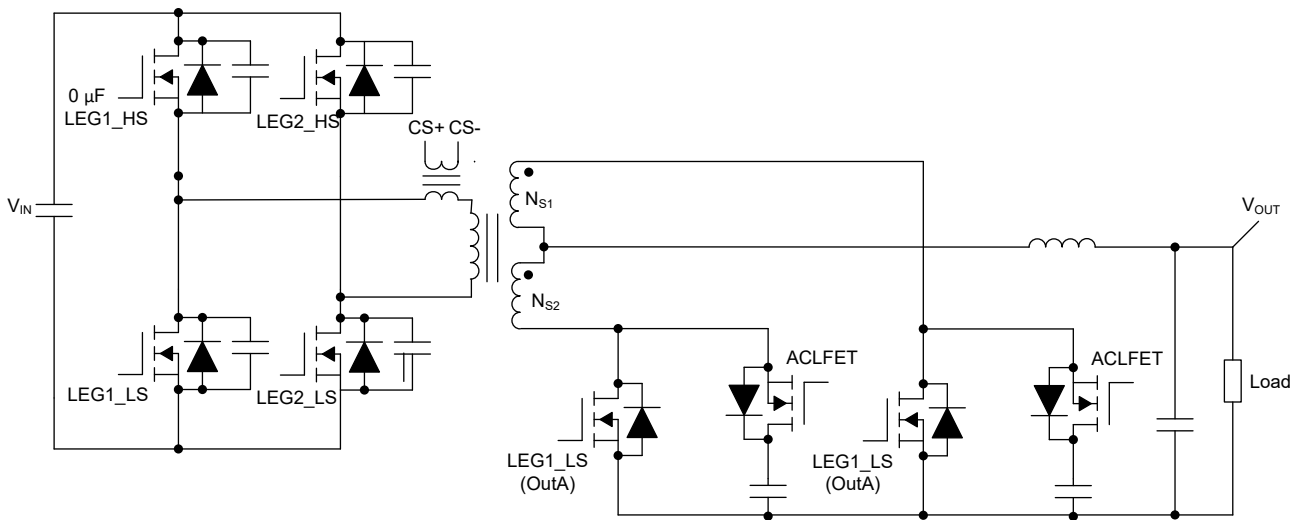 0 µF
LEG1_HS
LEG2_HS
CS+ CS-
V_IN
N_S1
V_OUT
N_S2
LEG1_LS
LEG2_LS
ACLFET
ACLFET
Load
LEG1_LS
(OutA)
LEG1_LS
(OutA)